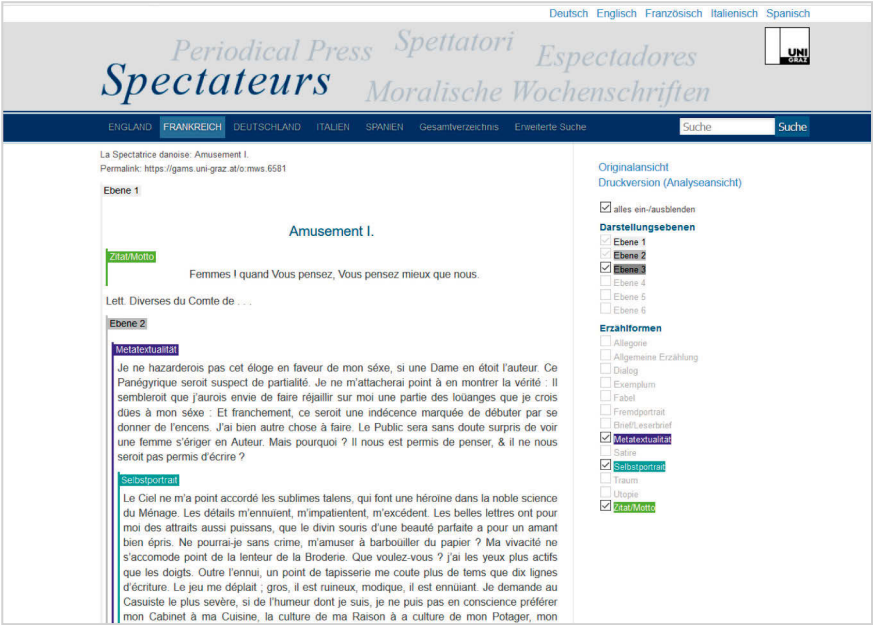 Deutsch Englisch Französisch Italienisch Spanisch
Periodical Press Spettatori Espectadores
Spectateurs Moralische Wochenschriften
UNI
GRAZ
ENGLAND FRANKREICH DEUTSCHLAND ITALIEN SPANIEN Gesamtverzeichnis Erweiterte Suche Suche Suche
La Spectatrice danoise: Amusement I.
Permalink: https://gams.uni-graz.at/o:mws.6581
Ebene 1
Amusement I.
Zitat/Motto
Femmes ! quand Vous pensez, Vous pensez mieux que nous.
Lett. Diverses du Comte de . . .
Ebene 2
Metatextualität
Je ne hazarderois pas cet éloge en faveur de mon séxe, si une Dame en étoit l'auteur. Ce
Panégyrique seroit suspect de partialité. Je ne m'attacherai point à en montrer la vérité : Il
sembleroit que j'aurois envie de faire réjaillir sur moi une partie des loüanges que je crois
dües à mon séxe : Et franchement, ce seroit une indécence marquée de débuter par se
donner de l'encens. J'ai bien autre chose à faire. Le Public sera sans doute surpris de voir
une femme s'ériger en Auteur. Mais pourquoi ? Il nous est permis de penser, & il ne nous
seroit pas permis d'écrire ?
Selbstportrait
Le Ciel ne m'a point accordé les sublimes talens, qui font une héroïne dans la noble science
du Ménage. Les détails m'ennuïent, m'impatientent, m'excédent. Les belles lettres ont pour
moi des attraits aussi puissans, que le divin souris d'une beauté parfaite a pour un amant
bien épris. Ne pourrai-je sans crime, m'amuser à barboüiller du papier ? Ma vivacité ne
s'accomode point de la lenteur de la Broderie. Que voulez-vous ? j'ai les yeux plus actifs
que les doigts. Outre l'ennui, un point de tapisserie me coute plus de tems que dix lignes
d'écriture. Le jeu me déplait ; gros, il est ruineux, modique, il est ennüiant. Je demande au
Casuiste le plus sevère, si de l'humeur dont je suis, je ne puis pas en conscience préférer
mon Cabinet à ma Cuisine, la culture de ma Raison à a culture de mon Potager, mon
Originalansicht
Druckversion (Analyseansicht)
alles ein-/ausblenden
Darstellungsebenen
Ebene 1
Ebene 2
Ebene 3
Ebene 4
Ebene 5
Ebene 6
Erzählformen
Allegorie
Allgemeine Erzählung
Dialog
Exemplum
Fabel
Fremdportrait
Brief/Leserbrief
Metatextualität
Satire
Selbstportrait
Traum
Utopie
Zitat/Motto